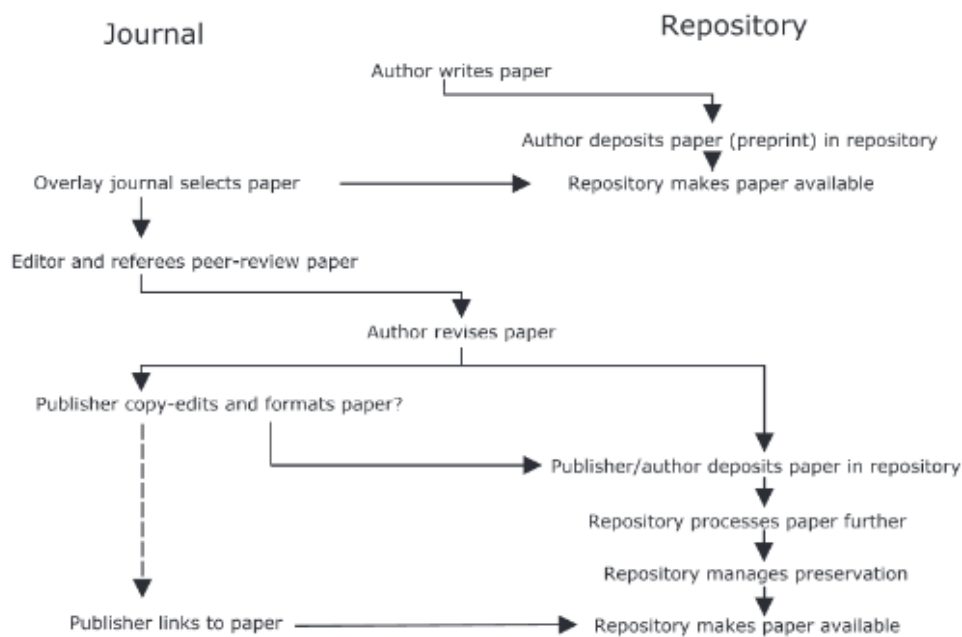 Journal
Repository
Author writes paper
Author deposits paper (preprint) in repository
Overlay journal selects paper
Repository makes paper available
Editor and referees peer-review paper
Author revises paper
Publisher copy-edits and formats paper?
Publisher/author deposits paper in repository
Repository processes paper further
Repository manages preservation
Publisher links to paper
Repository makes paper available